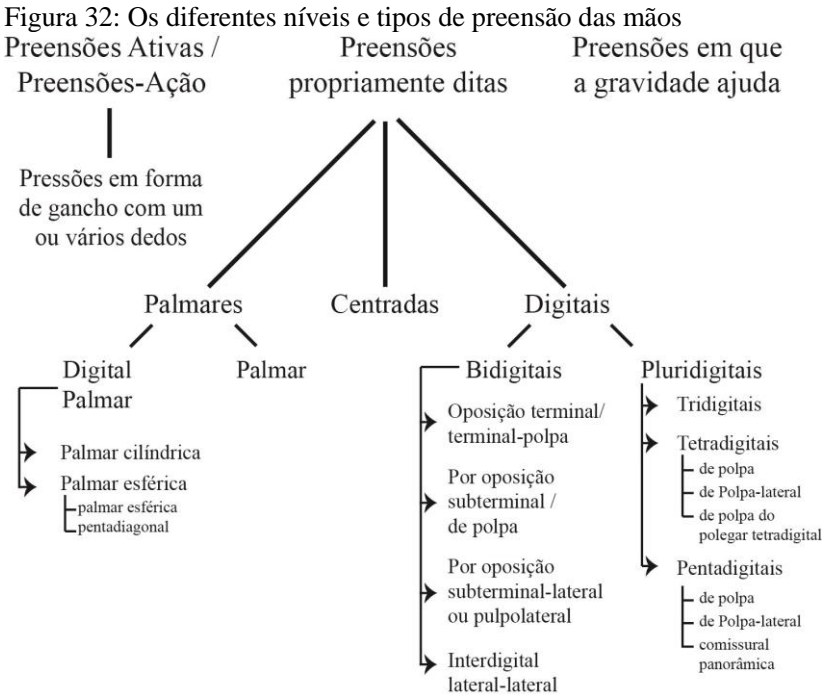 Figura 32: Os diferentes níveis e tipos de preensão das mãos
Preensões Ativas /
Preensões-Ação
Preensões
propriamente ditas
Preensões em que
a gravidade ajuda
Pressões em forma
de gancho com um
ou vários dedos
Palmares
Centradas
Digitais
Digital
Palmar
Palmar
Bidigitais
Pluridigitais
Palmar cilíndrica
Palmar esférica
palmar esférica
pentadiagonal
Oposição terminal/
terminal-polpa
Por oposição
subterminal /
de polpa
Por oposição
subterminal-lateral
ou pulpolateral
Interdigital
lateral-lateral
Tridigitais
Tetradigitais
de polpa
de Polpa-lateral
de polpa do
polegar tetradigital
Pentadigitais
de polpa
de Polpa-lateral
comissural
panorâmica